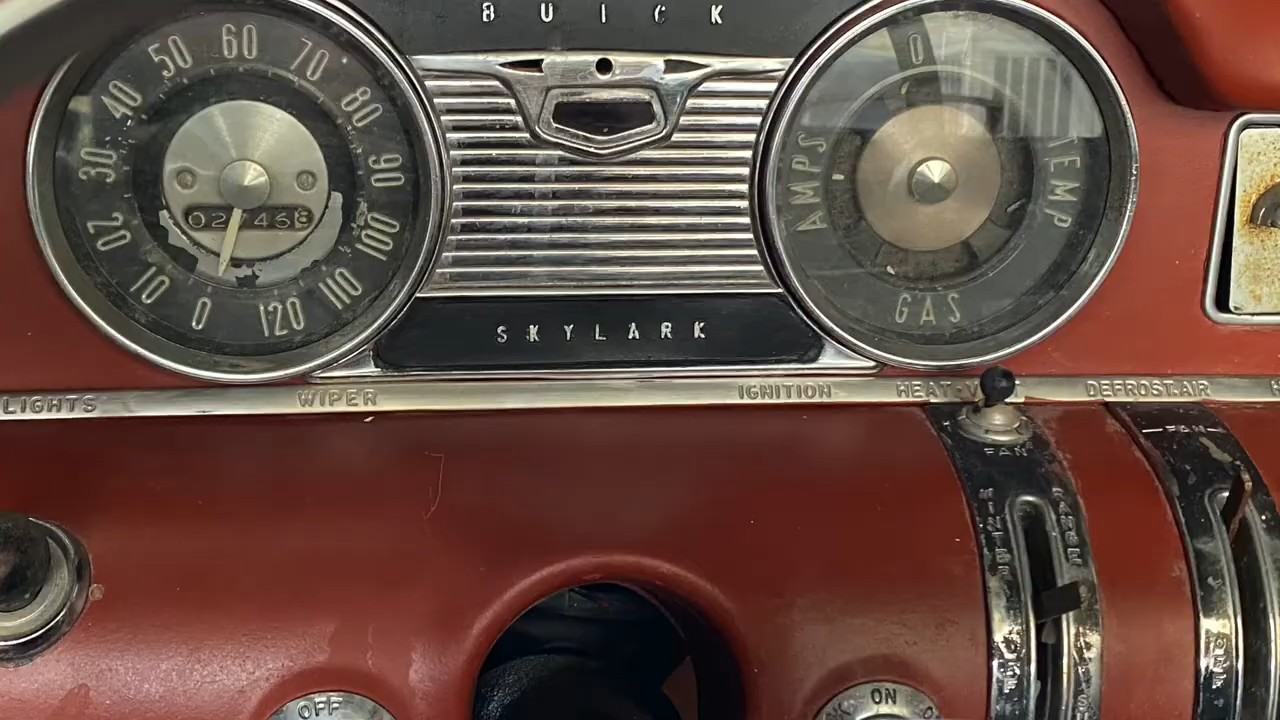 BUICK
0
10
20
30
40
50
60
70
80
90
100
110
120
AMPS
TEMP
GAS
SKYLARK
LIGHTS
WIPER
IGNITION
HEAT
DEFROST
AIR
FAN
FAN
OFF
ON